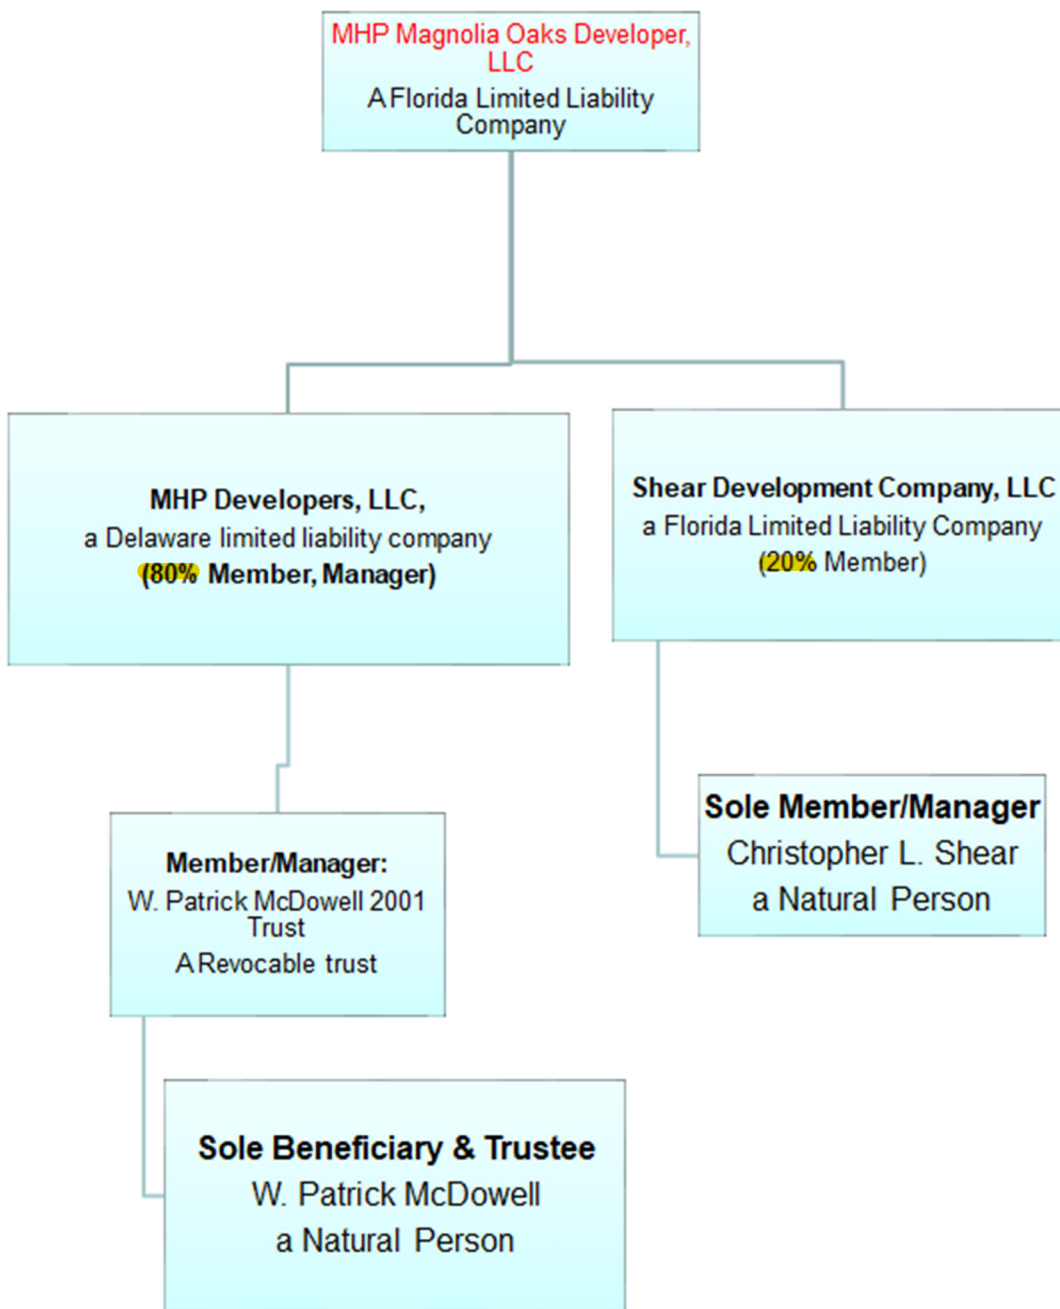 MHP Magnolia Oaks Developer,
LLC
A Florida Limited Liability
Company
MHP Developers, LLC,
a Delaware limited liability company
(80% Member, Manager)
Shear Development Company, LLC
a Florida Limited Liability Company
(20% Member)
Member/Manager:
W. Patrick McDowell 2001
Trust
A Revocable trust
Sole Member/Manager
Christopher L. Shear
a Natural Person
Sole Beneficiary & Trustee
W. Patrick McDowell
a Natural Person